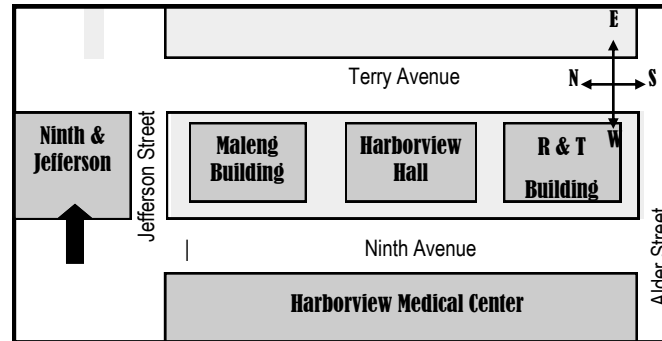 E
Terry Avenue
N
S
W
Ninth &
Jefferson
Jefferson Street
Maleng
Building
Harborview
Hall
R & T
Building
Ninth Avenue
Alder Street
Harborview Medical Center